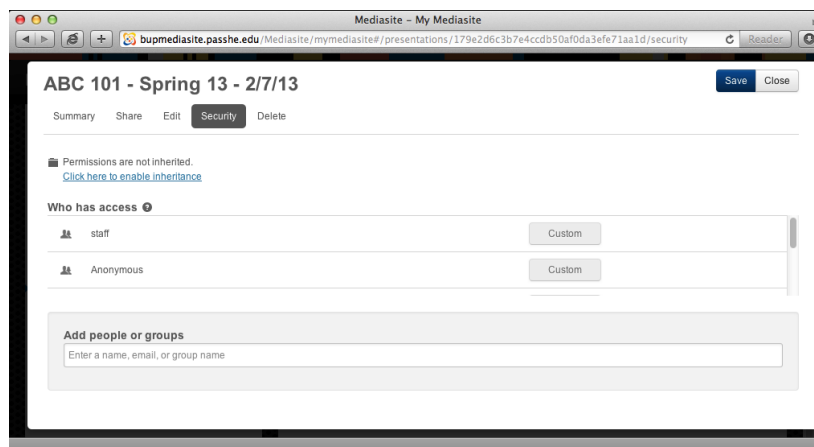 Mediasite – My Mediasite
bupmediasite.passhe.edu/Mediasite/mymediasite#/presentations/179e2d6c3b7e4ccdb50af0da3efe71aa1d/security Reader
ABC 101 - Spring 13 - 2/7/13
Save Close
Summary Share Edit Security Delete
Permissions are not inherited.
Click here to enable inheritance
Who has access ?
staff Custom
Anonymous Custom
Add people or groups
Enter a name, email, or group name